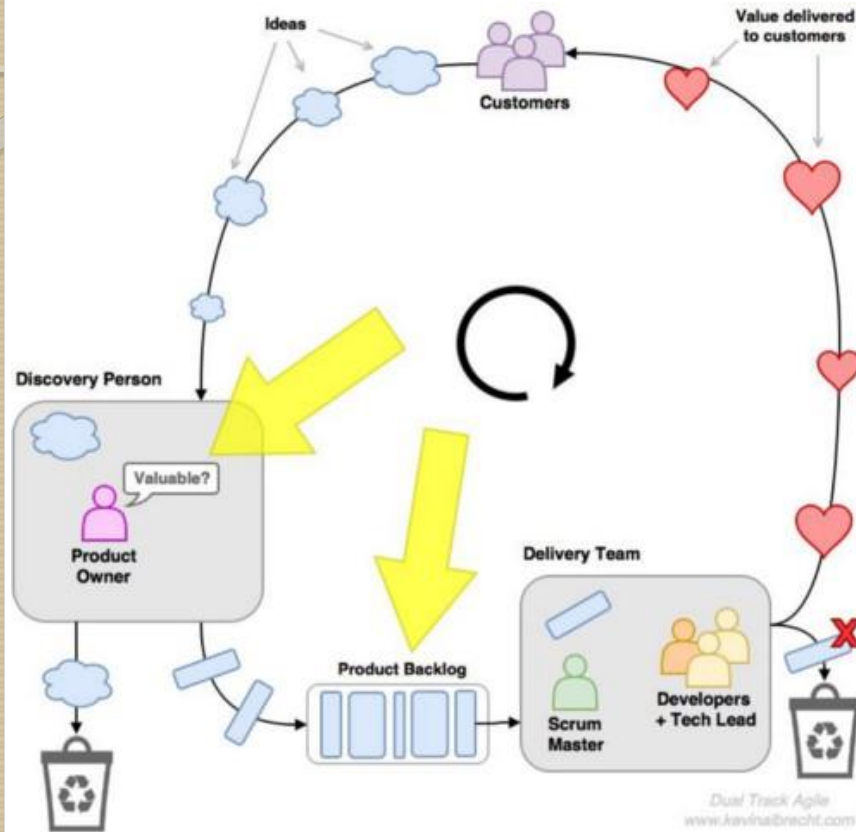 Ideas
Value delivered
to customers
Customers
Discovery Person
Valuable?
Product
Owner
Delivery Team
Product Backlog
Scrum
Master
Developers
+ Tech Lead
Dual Track Agile
www.kavinalbrecht.com